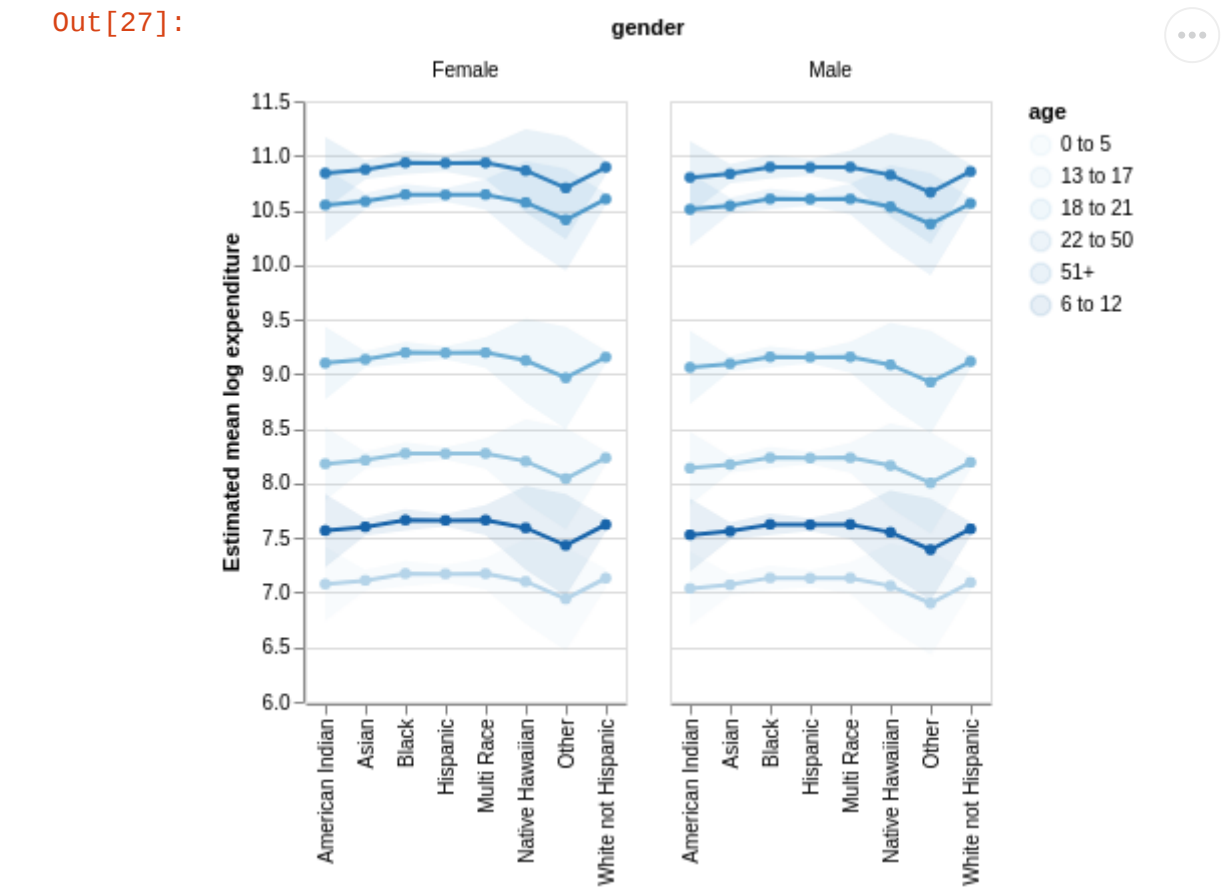 Out[27]:
gender
Female
Male
Estimated mean log expenditure
11.5
11.0
10.5
10.0
9.5
9.0
8.5
8.0
7.5
7.0
6.5
6.0
American Indian
Asian
Black
Hispanic
Multi Race
Native Hawaiian
Other
White not Hispanic
American Indian
Asian
Black
Hispanic
Multi Race
Native Hawaiian
Other
White not Hispanic
age
0 to 5
13 to 17
18 to 21
22 to 50
51+
6 to 12